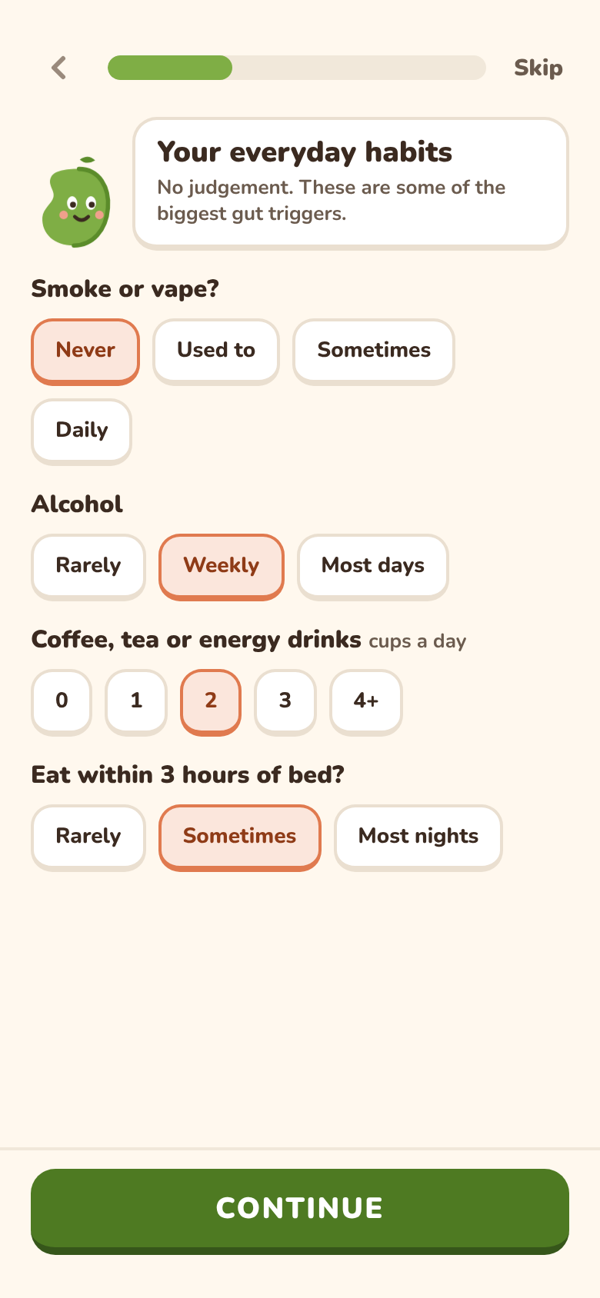 Skip
Your everyday habits
No judgement. These are some of the
biggest gut triggers.
Smoke or vape?
Never
Used to
Sometimes
Daily
Alcohol
Rarely
Weekly
Most days
Coffee, tea or energy drinks cups a day
0
1
2
3
4+
Eat within 3 hours of bed?
Rarely
Sometimes
Most nights
CONTINUE